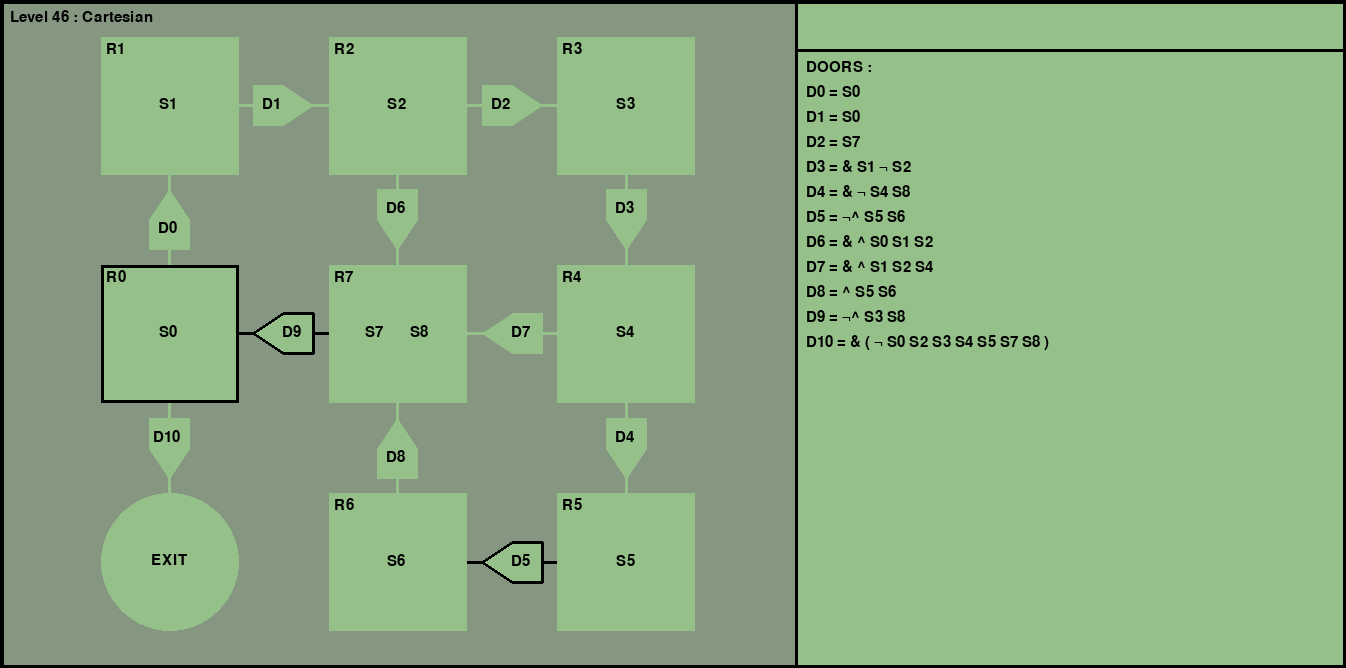 Level 46 : Cartesian
R1
R2
R3
S1
D1
S2
D2
S3
D0
D6
D3
R0
R7
R4
S0
D9
S7
S8
D7
S4
D10
D8
D4
R6
R5
EXIT
S6
D5
S5
DOORS :
D0 = S0
D1 = S0
D2 = S7
D3 = & S1 ¬ S2
D4 = & ¬ S4 S8
D5 = ¬^ S5 S6
D6 = & ^ S0 S1 S2
D7 = & ^ S1 S2 S4
D8 = ^ S5 S6
D9 = ¬^ S3 S8
D10 = & ( ¬ S0 S2 S3 S4 S5 S7 S8 )